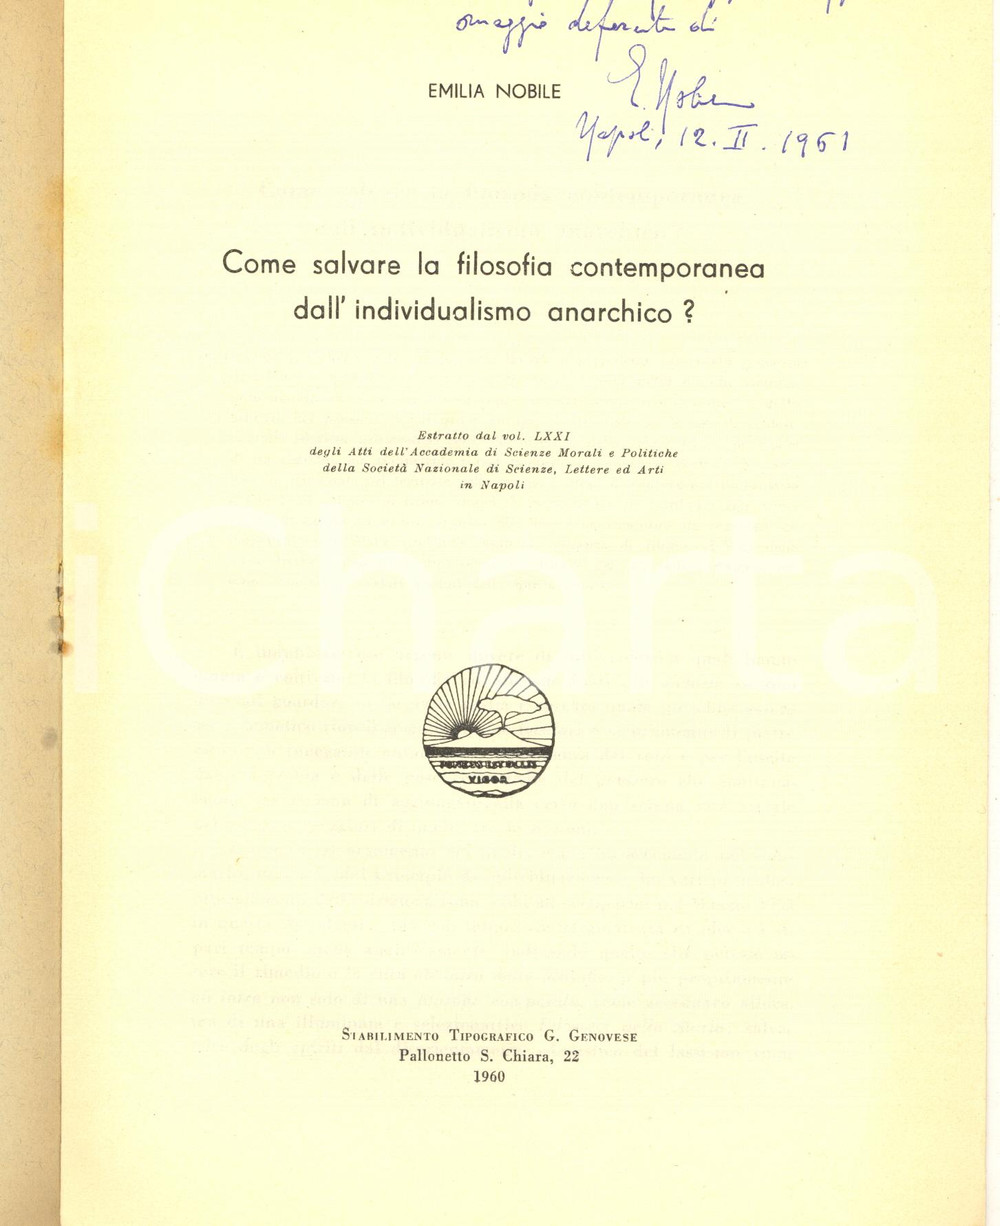 omaggio deferente di
EMILIA NOBILE
E. Nobile
Napoli, 12. II. 1961
Come salvare la filosofia contemporanea
dall' individualismo anarchico ?
Estratto dal vol. LXXI
degli Atti dell'Accademia di Scienze Morali e Politiche
della Società Nazionale di Scienze, Lettere ed Arti
in Napoli
iCharta
VIGOR
Stabilimento Tipografico G. Genovese
Pallonetto S. Chiara, 22
1960